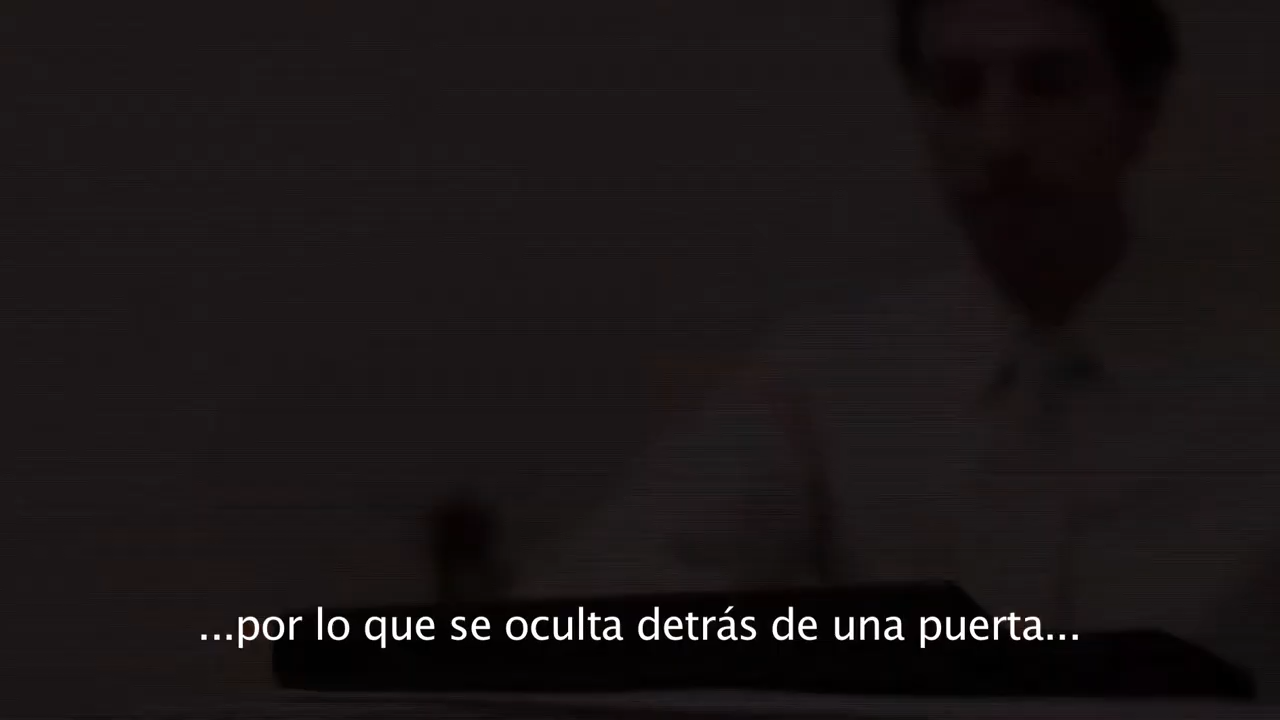 ...por lo que se oculta detrás de una puerta...